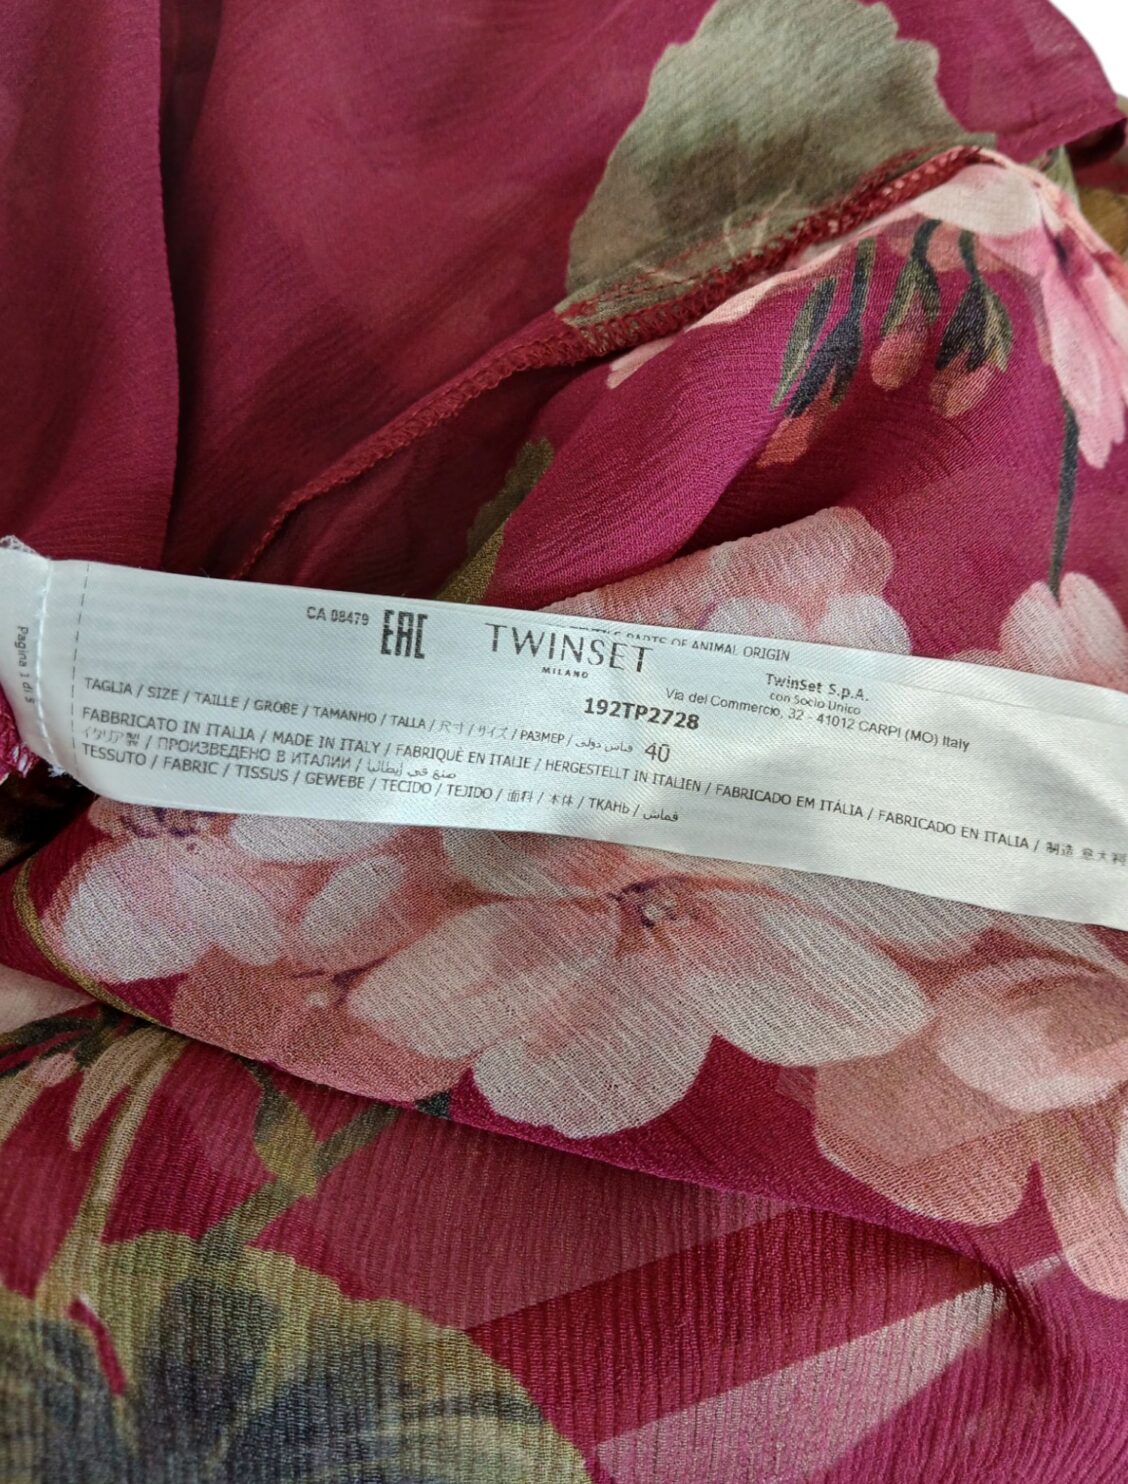 Pagina 1 di 8
CA 08479 EAC TWINSET
MILANO
PARTS OF ANIMAL ORIGIN
TwinSet S.p.A.
con Socio Unico
Via del Commercio, 32 - 41012 CARPI (MO) Italy
192TP2728
TAGLIA / SIZE / TAILLE / GRÖBE / TAMANHO / TALLA / 尺寸 / サイズ / РАЗМЕР / قياس دولي / 40
FABBRICATO IN ITALIA / MADE IN ITALY / FABRIQUÉ EN ITALIE / HERGESTELLT IN ITALIEN / FABRICADO EM ITÁLIA / FABRICADO EN ITALIA / 制造 意大利
イタリア製 / ПРОИЗВЕДЕНО В ИТАЛИИ / صنع في إيطاليا
TESSUTO / FABRIC / TISSUS / GEWEBE / TECIDO / TEJIDO / 面料 / 本体 / ТКАНЬ / قماش